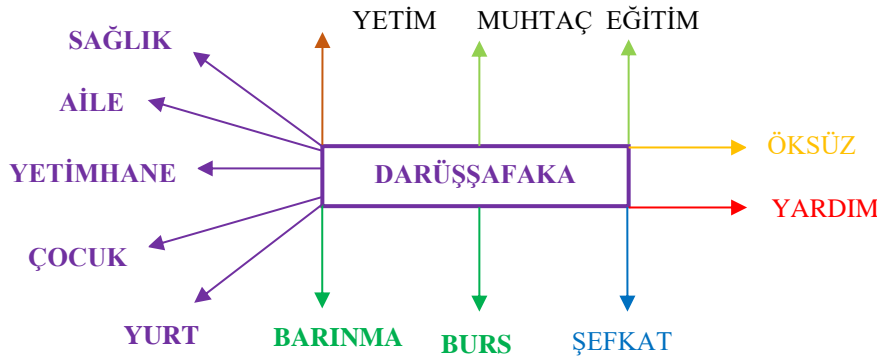 YETİM MUHTAÇ EĞİTİM
SAĞLIK
AİLE
ÖKSÜZ
YETİMHANE
DARÜŞŞAFAKA
YARDIM
ÇOCUK
YURT
BARINMA
BURS
ŞEFKAT